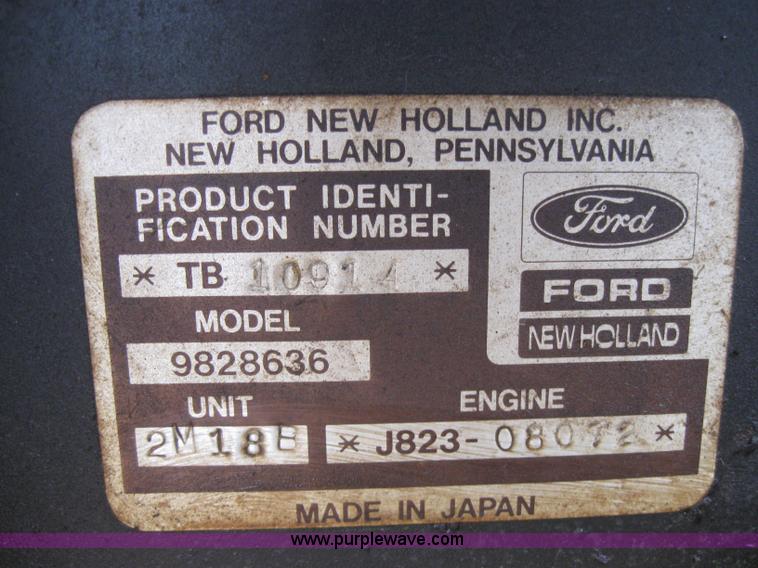 FORD NEW HOLLAND INC.
NEW HOLLAND, PENNSYLVANIA
PRODUCT IDENTI-
FICATION NUMBER
* TB 10914 *
Ford
FORD
NEW HOLLAND
MODEL
9828636
UNIT
2M18B
ENGINE
* J823-08072 *
MADE IN JAPAN
www.purplewave.com